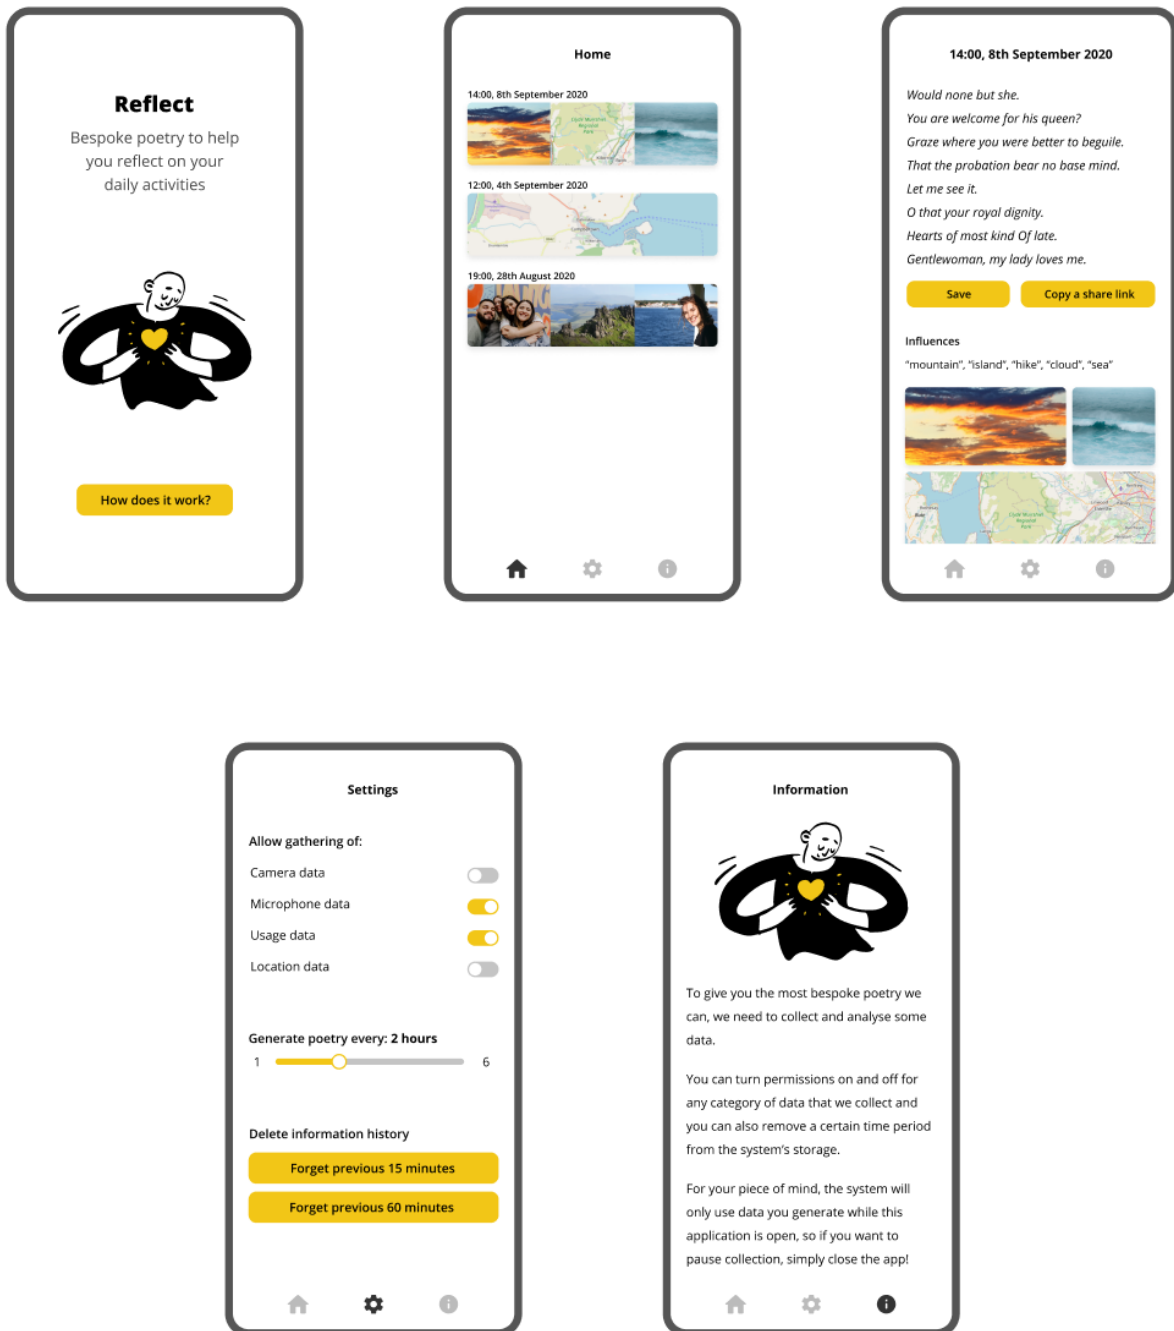 Reflect
Bespoke poetry to help
you reflect on your
daily activities
How does it work?
Home
14:00, 8th September 2020
Clyde Muirshiel
Regional
Park
12:00, 4th September 2020
Campbeltown
19:00, 28th August 2020
14:00, 8th September 2020
Would none but she.
You are welcome for his queen?
Graze where you were better to beguile.
That the probation bear no base mind.
Let me see it.
O that your royal dignity.
Hearts of most kind Of late.
Gentlewoman, my lady loves me.
Save
Copy a share link
Influences
“mountain”, “island”, “hike”, “cloud”, “sea”
Bute
Clyde Muirshiel
Regional
Park
Settings
Allow gathering of:
Camera data
Microphone data
Usage data
Location data
Generate poetry every: 2 hours
1 6
Delete information history
Forget previous 15 minutes
Forget previous 60 minutes
Information
To give you the most bespoke poetry we
can, we need to collect and analyse some
data.
You can turn permissions on and off for
any category of data that we collect and
you can also remove a certain time period
from the system’s storage.
For your piece of mind, the system will
only use data you generate while this
application is open, so if you want to
pause collection, simply close the app!